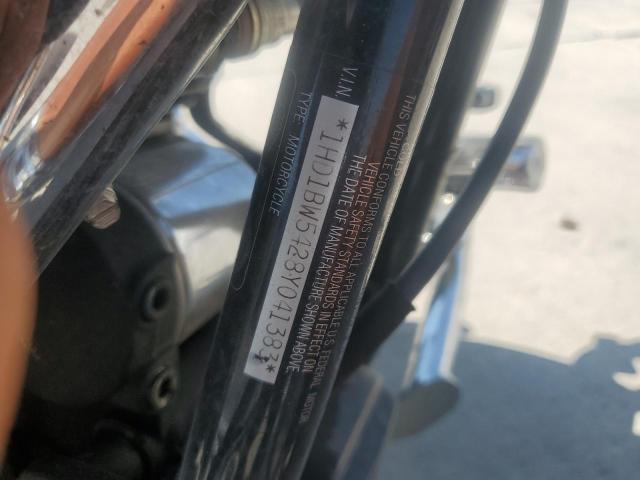 THIS VEHICLE CONFORMS TO ALL APPLICABLE U.S. FEDERAL MOTOR
VEHICLE SAFETY STANDARDS IN EFFECT ON
THE DATE OF MANUFACTURE SHOWN ABOVE
V.I.N.
*1HD1BW5428Y041383*
TYPE: MOTORCYCLE